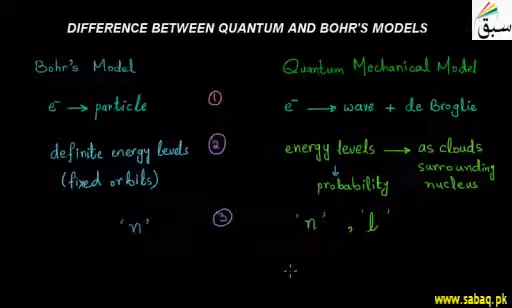 DIFFERENCE BETWEEN QUANTUM AND BOHR'S MODELS
سبق
Bohr's Model
Quantum Mechanical Model
e⁻ → particle
①
e⁻ → wave + de Broglie
definite energy levels
(fixed orbits)
②
energy levels → as clouds
surrounding
nucleus
↓
probability
'n'
③
'n' , 'l'
www.sabaq.pk